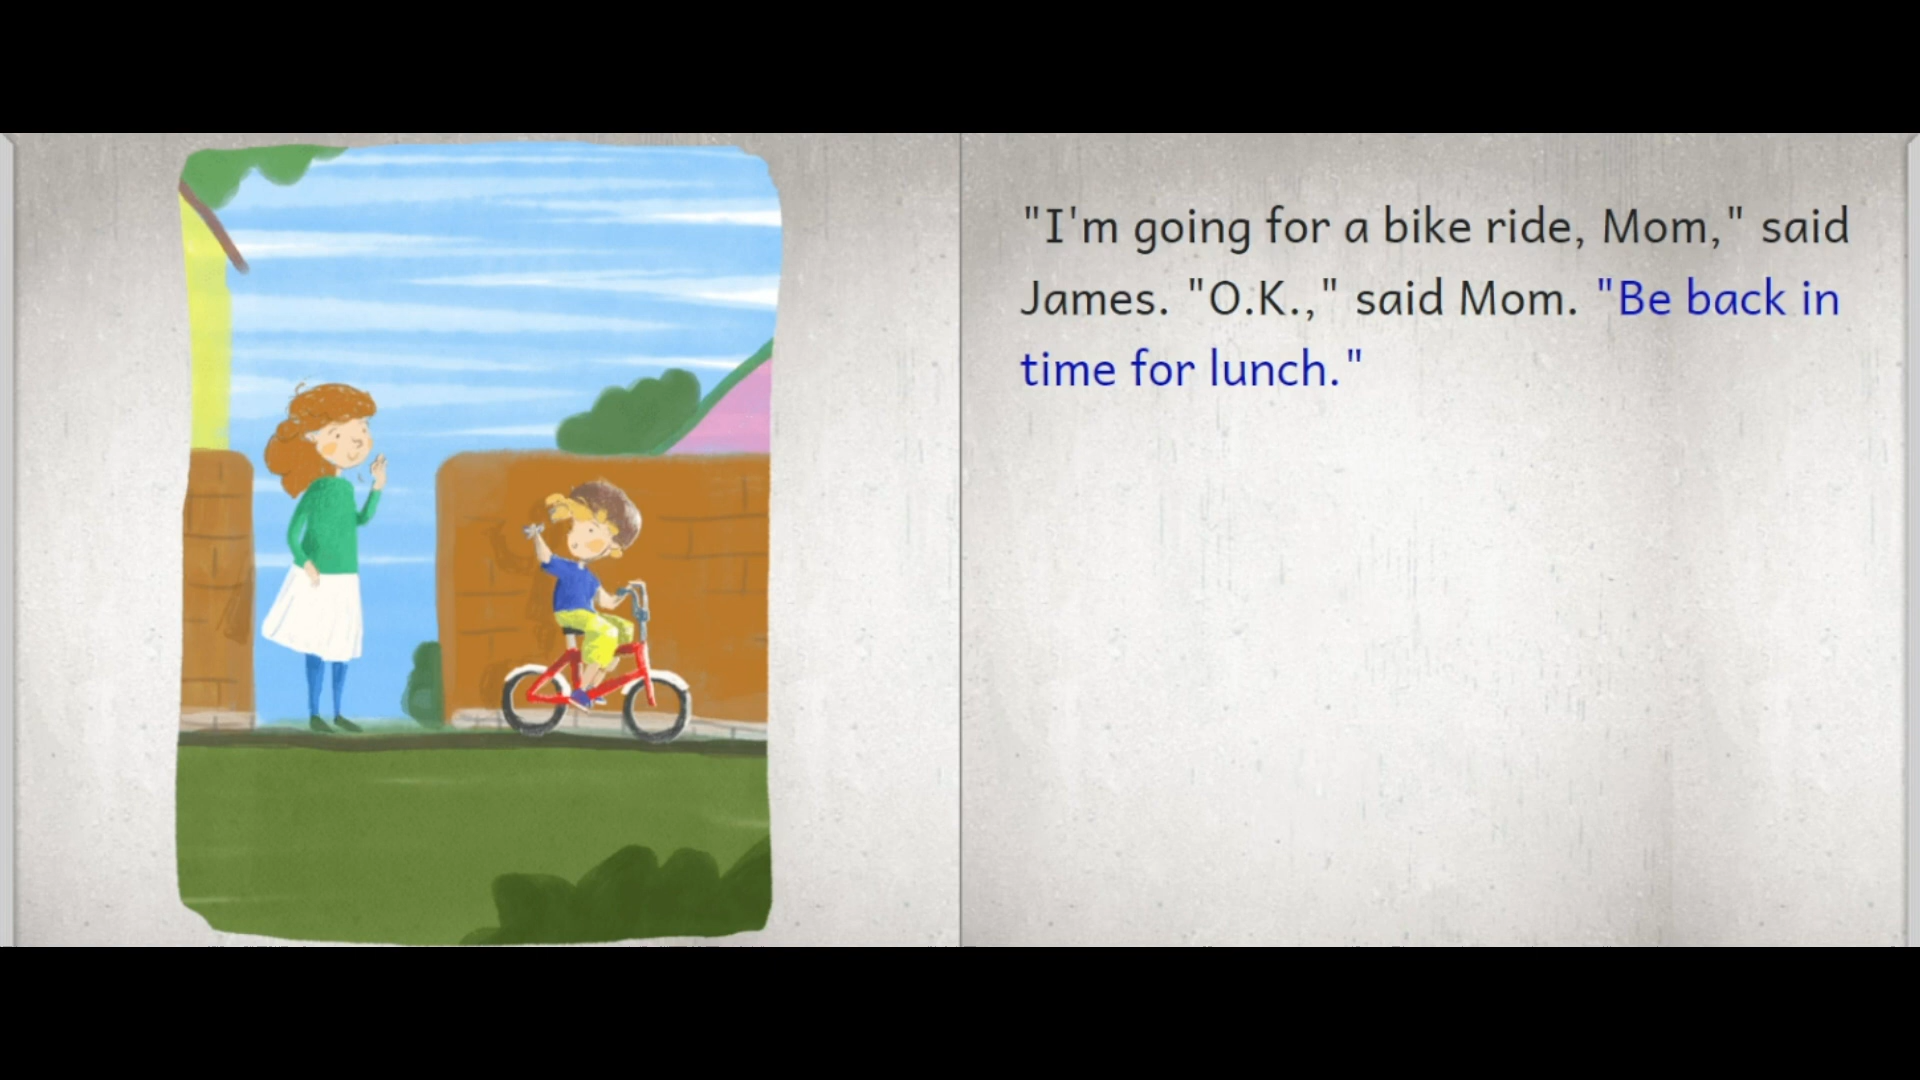 "I'm going for a bike ride, Mom," said
James. "O.K.," said Mom. "Be back in
time for lunch."